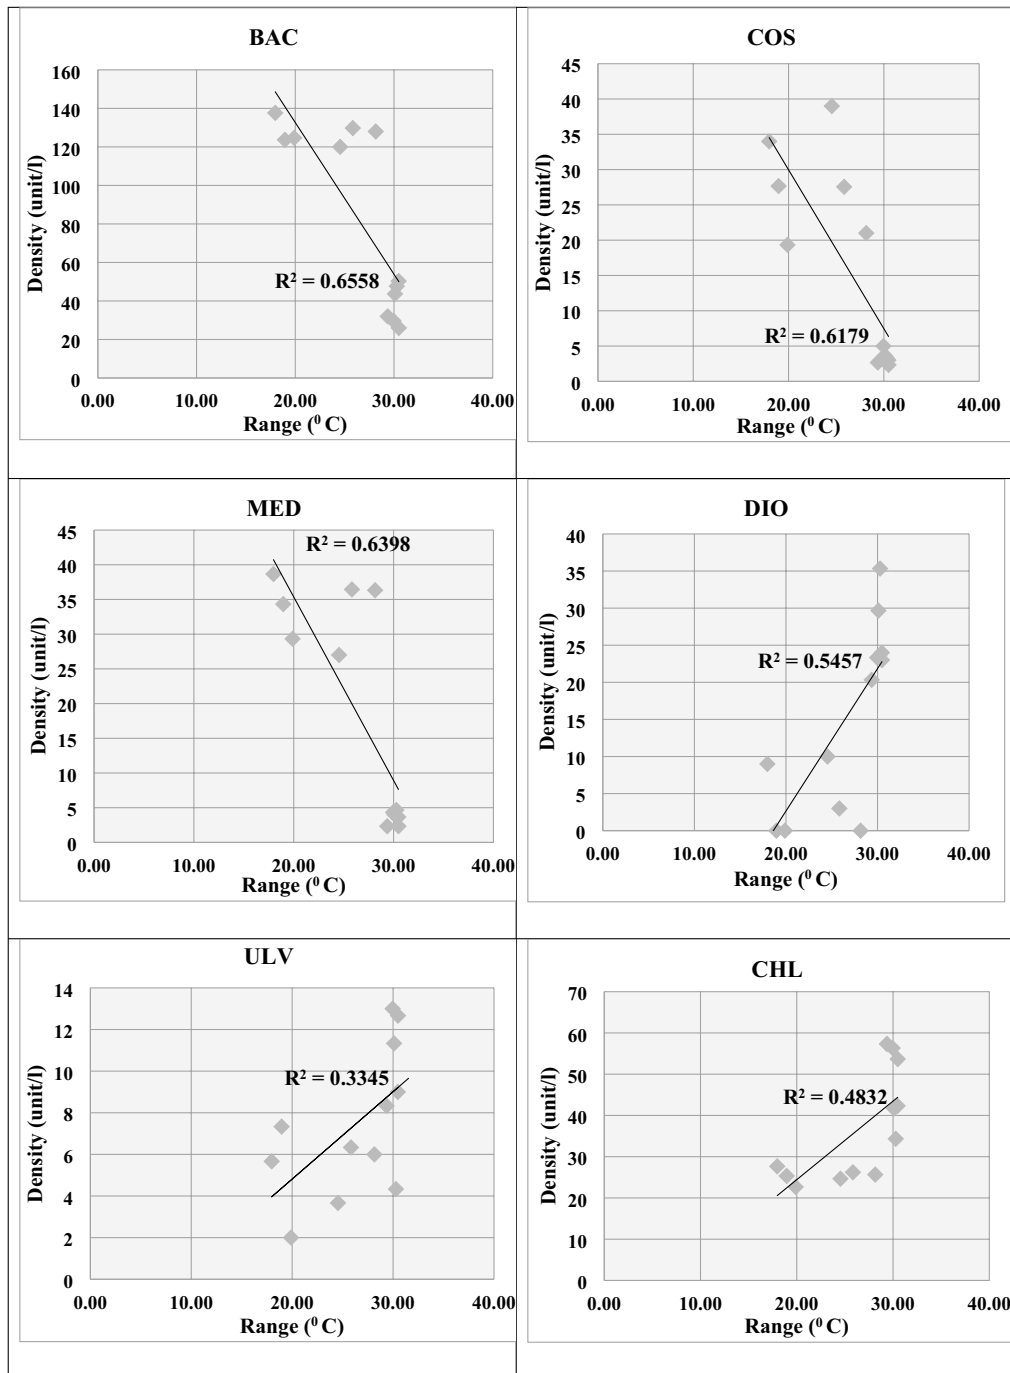 BAC
160
140
120
100
80
60
40
20
0
Density (unit/l)
R² = 0.6558
0.00 10.00 20.00 30.00 40.00
Range (⁰ C)
COS
45
40
35
30
25
20
15
10
5
0
Density (unit/l)
R² = 0.6179
0.00 10.00 20.00 30.00 40.00
Range (⁰ C)
MED
45
40
35
30
25
20
15
10
5
0
Density (unit/l)
R² = 0.6398
0.00 10.00 20.00 30.00 40.00
Range (⁰ C)
DIO
40
35
30
25
20
15
10
5
0
Density (unit/l)
R² = 0.5457
0.00 10.00 20.00 30.00 40.00
Range (⁰ C)
ULV
14
12
10
8
6
4
2
0
Density (unit/l)
R² = 0.3345
0.00 10.00 20.00 30.00 40.00
Range (⁰ C)
CHL
70
60
50
40
30
20
10
0
Density (unit/l)
R² = 0.4832
0.00 10.00 20.00 30.00 40.00
Range (⁰ C)